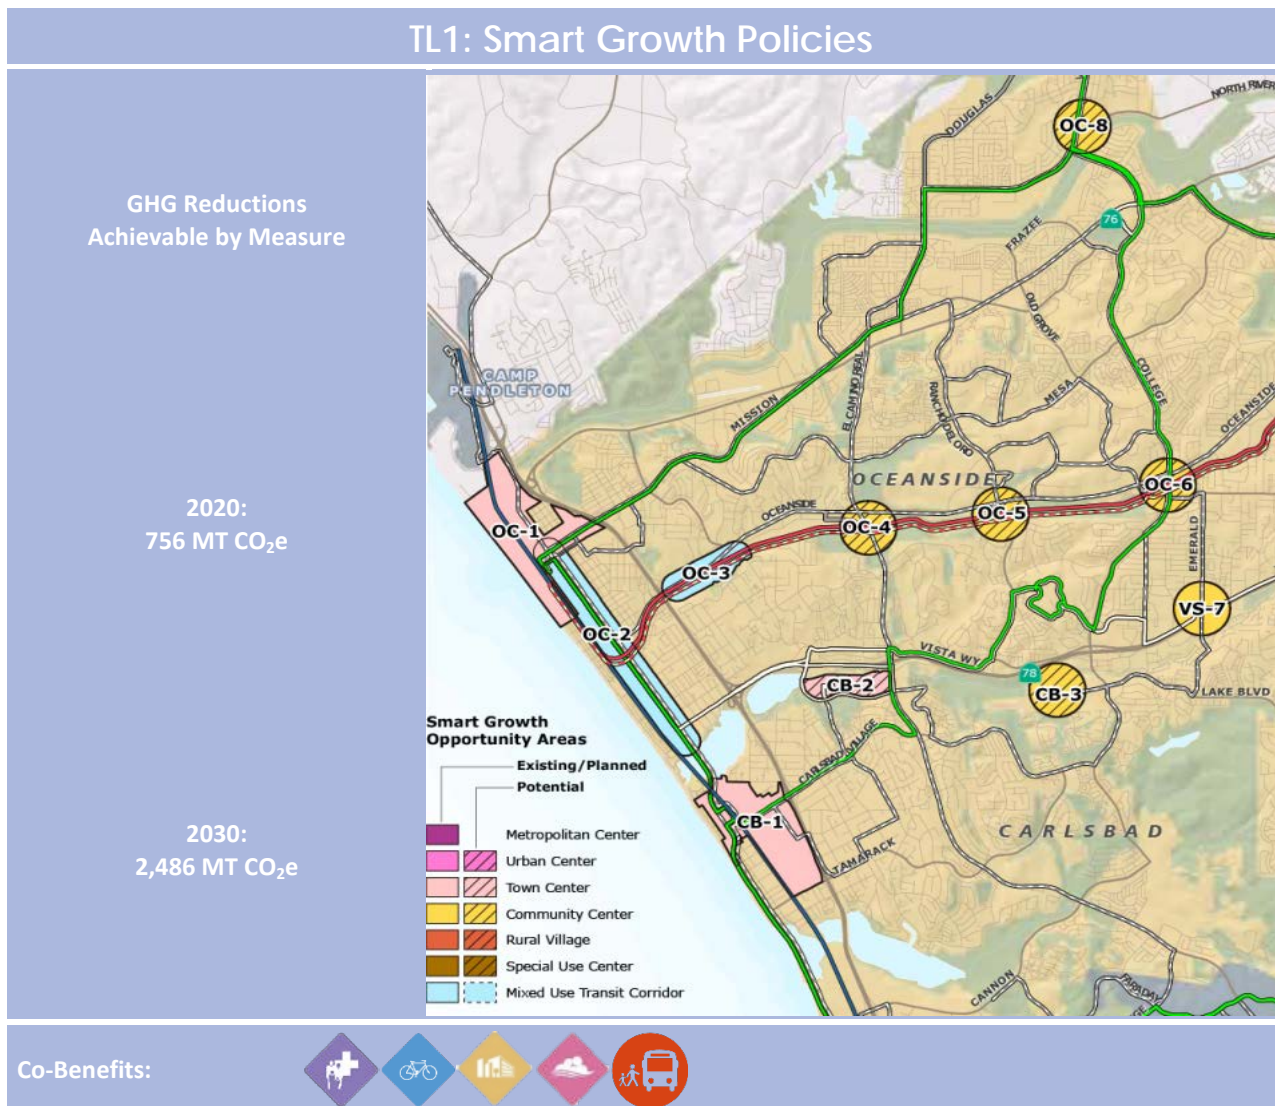 TL1: Smart Growth Policies
GHG Reductions
Achievable by Measure
2020:
756 MT CO₂e
2030:
2,486 MT CO₂e
DOUGLAS
NORTH RIVER
OC-8
FRAZEE
76
OLD GROVE
CAMP
PENDLETON
EL CAMINO REAL
RANCHO DEL ORO
MESA
COLLEGE
MISSION
OCEANSIDE
OCEANSIDE
OC-6
OC-1
OCEANSIDE
OC-4
OC-5
EMERALD
OC-3
VS-7
OC-2
VISTA WY
78
CB-2
CB-3
LAKE BLVD
CARLSBAD VILLAGE
CB-1
CARLSBAD
TAMARACK
CANNON
FARADAY
Smart Growth
Opportunity Areas
Existing/Planned
Potential
Metropolitan Center
Urban Center
Town Center
Community Center
Rural Village
Special Use Center
Mixed Use Transit Corridor
Co-Benefits: